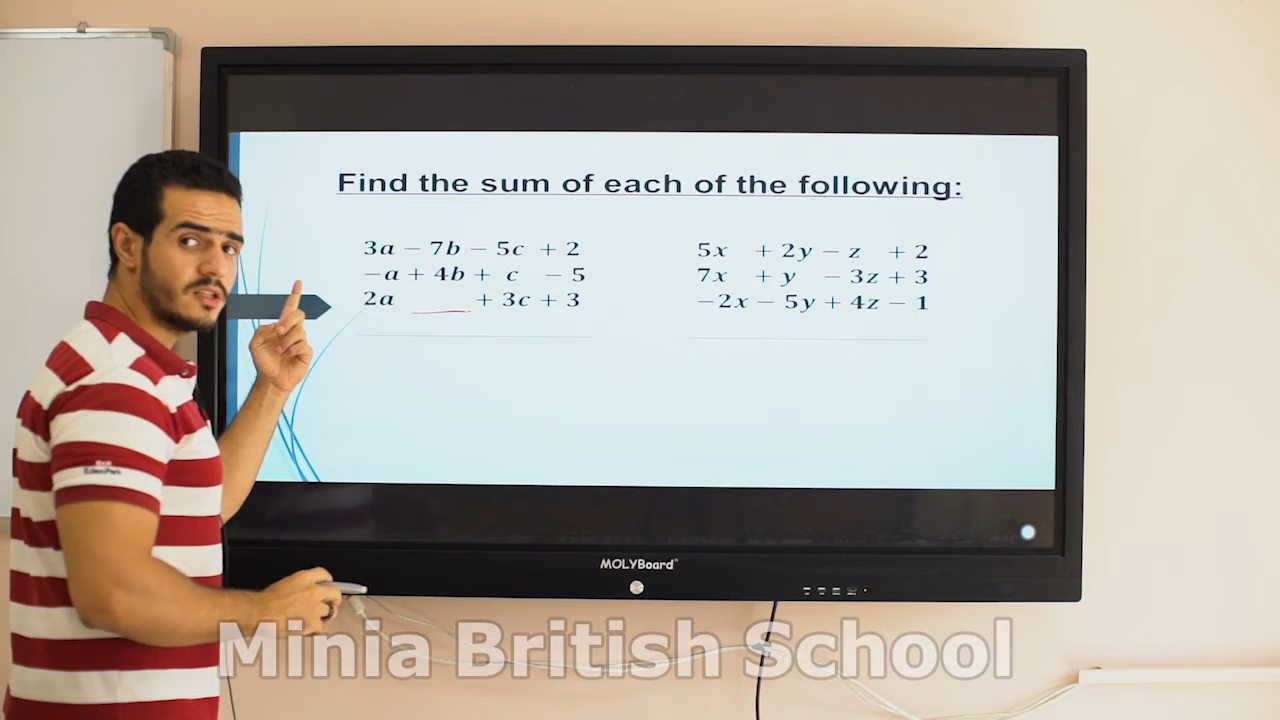 Find the sum of each of the following:
3a − 7b − 5c + 2
−a + 4b + c − 5
2a + 3c + 3
5x + 2y − z + 2
7x + y − 3z + 3
−2x − 5y + 4z − 1
MOLYBoard™
Minia British School